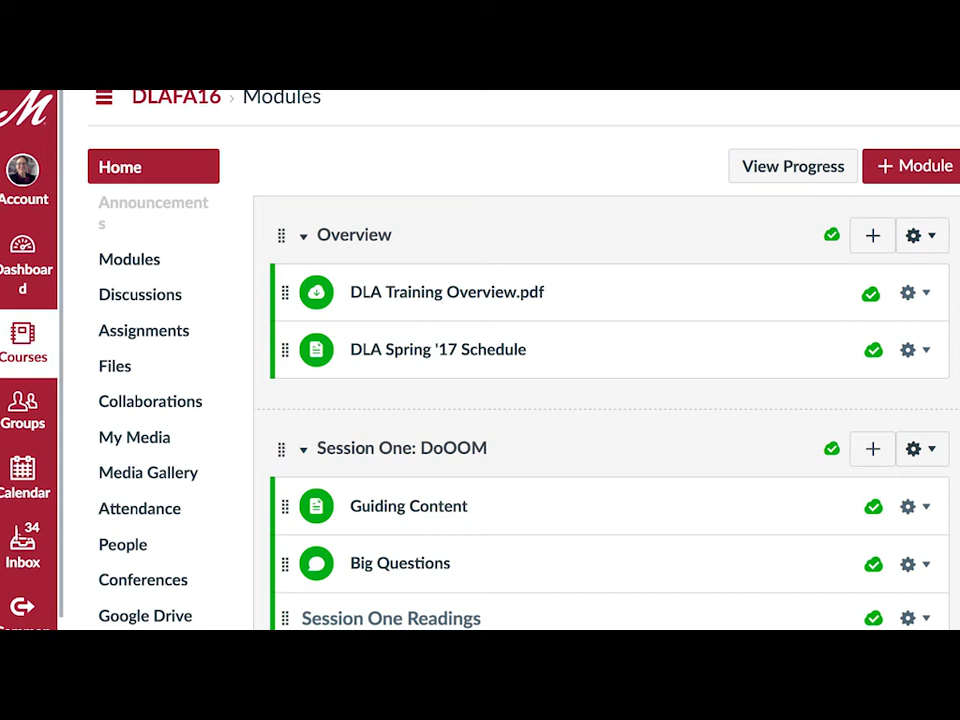 DLAFA16 › Modules
M
Account
Dashboar
d
Courses
Groups
Calendar
34
Inbox
Home
Announcement
s
Modules
Discussions
Assignments
Files
Collaborations
My Media
Media Gallery
Attendance
People
Conferences
Google Drive
View Progress
+ Module
Overview
DLA Training Overview.pdf
DLA Spring '17 Schedule
Session One: DoOOM
Guiding Content
Big Questions
Session One Readings